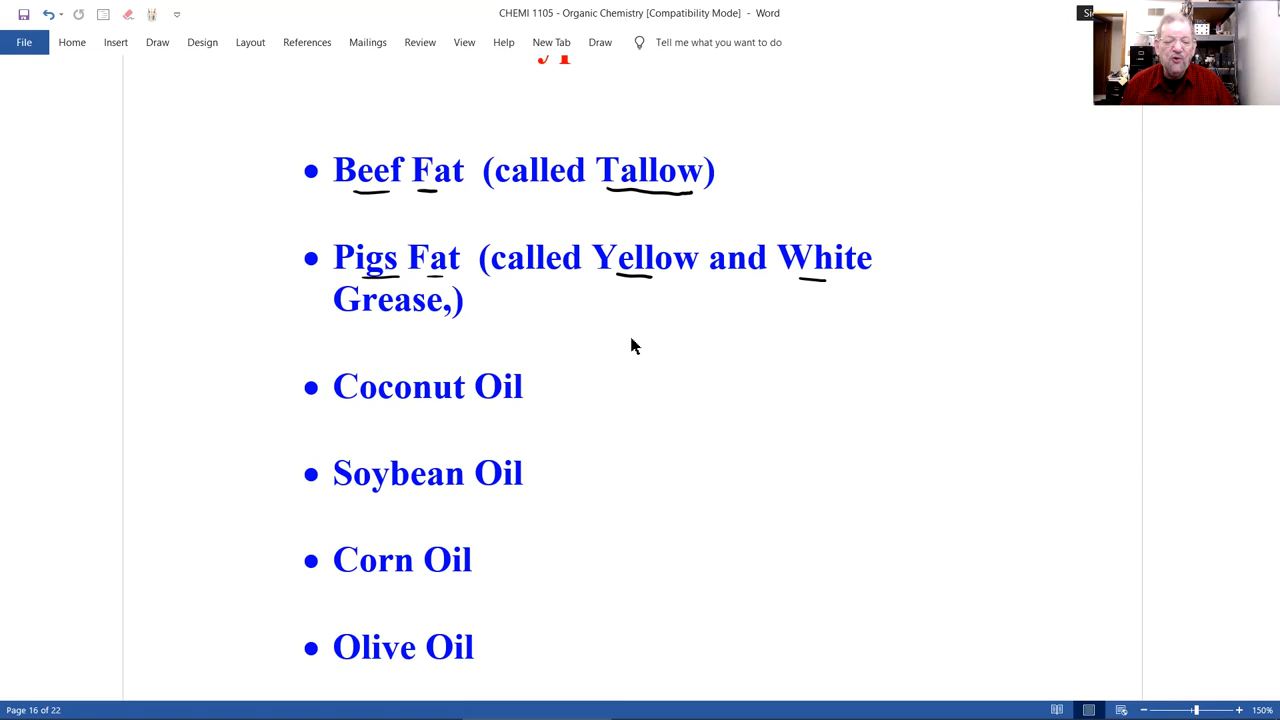 CHEMI 1105 - Organic Chemistry [Compatibility Mode] - Word
File Home Insert Draw Design Layout References Mailings Review View Help New Tab Draw Tell me what you want to do
• Beef Fat (called Tallow)
• Pigs Fat (called Yellow and White
Grease,)
• Coconut Oil
• Soybean Oil
• Corn Oil
• Olive Oil
Page 16 of 22
150%